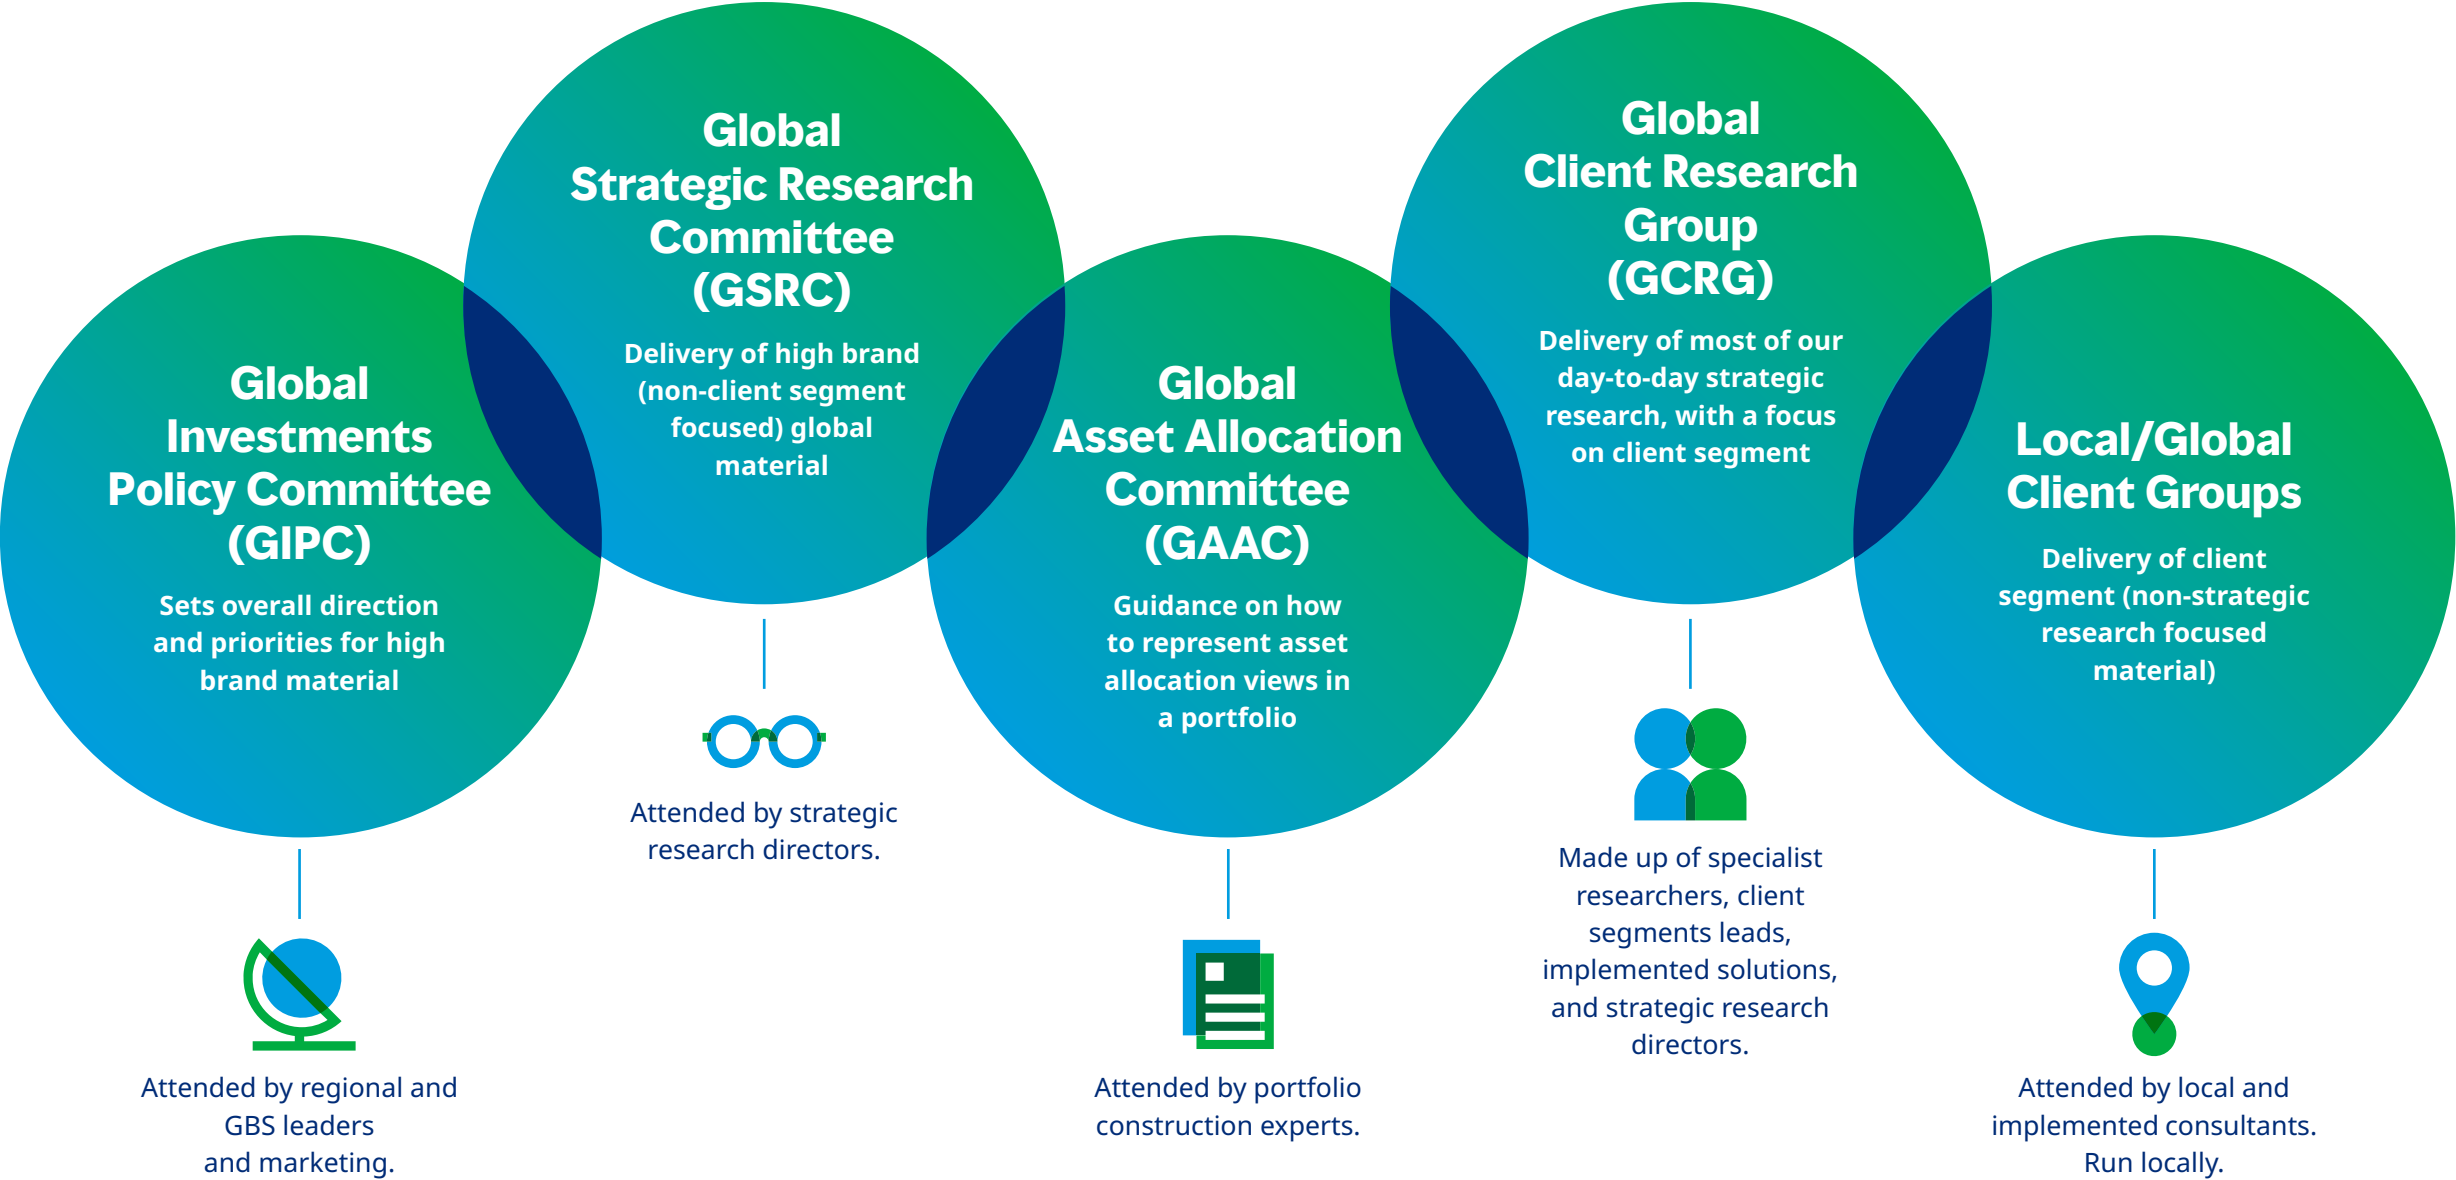 Global
Investments
Policy Committee
(GIPC)
Sets overall direction
and priorities for high
brand material
Attended by regional and
GBS leaders
and marketing.
Global
Strategic Research
Committee
(GSRC)
Delivery of high brand
(non-client segment
focused) global
material
Attended by strategic
research directors.
Global
Asset Allocation
Committee
(GAAC)
Guidance on how
to represent asset
allocation views in
a portfolio
Attended by portfolio
construction experts.
Global
Client Research
Group
(GCRG)
Delivery of most of our
day-to-day strategic
research, with a focus
on client segment
Made up of specialist
researchers, client
segments leads,
implemented solutions,
and strategic research
directors.
Local/Global
Client Groups
Delivery of client
segment (non-strategic
research focused
material)
Attended by local and
implemented consultants.
Run locally.